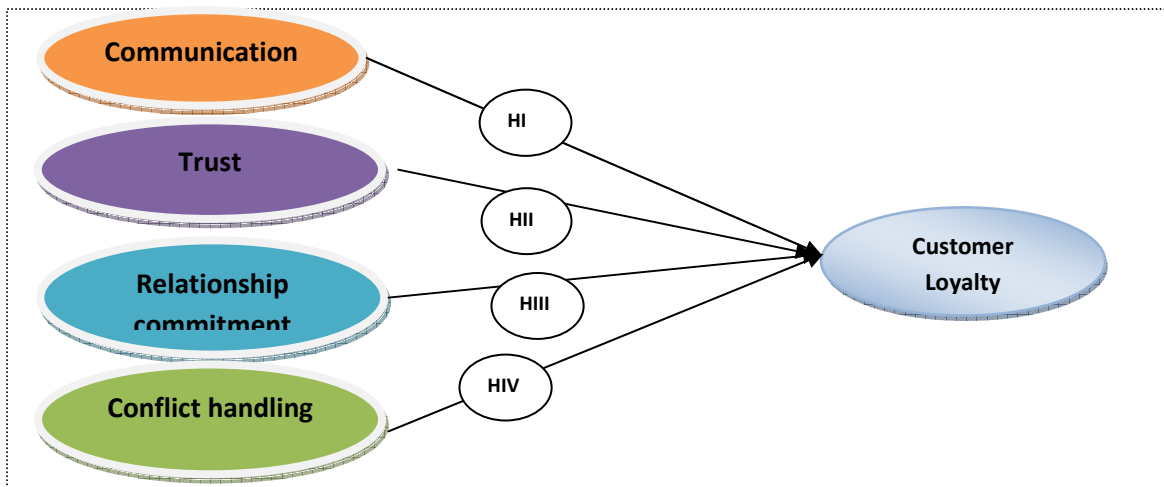 Communication
HI
Trust
HII
Customer
Loyalty
Relationship
commitment
HIII
Conflict handling
HIV